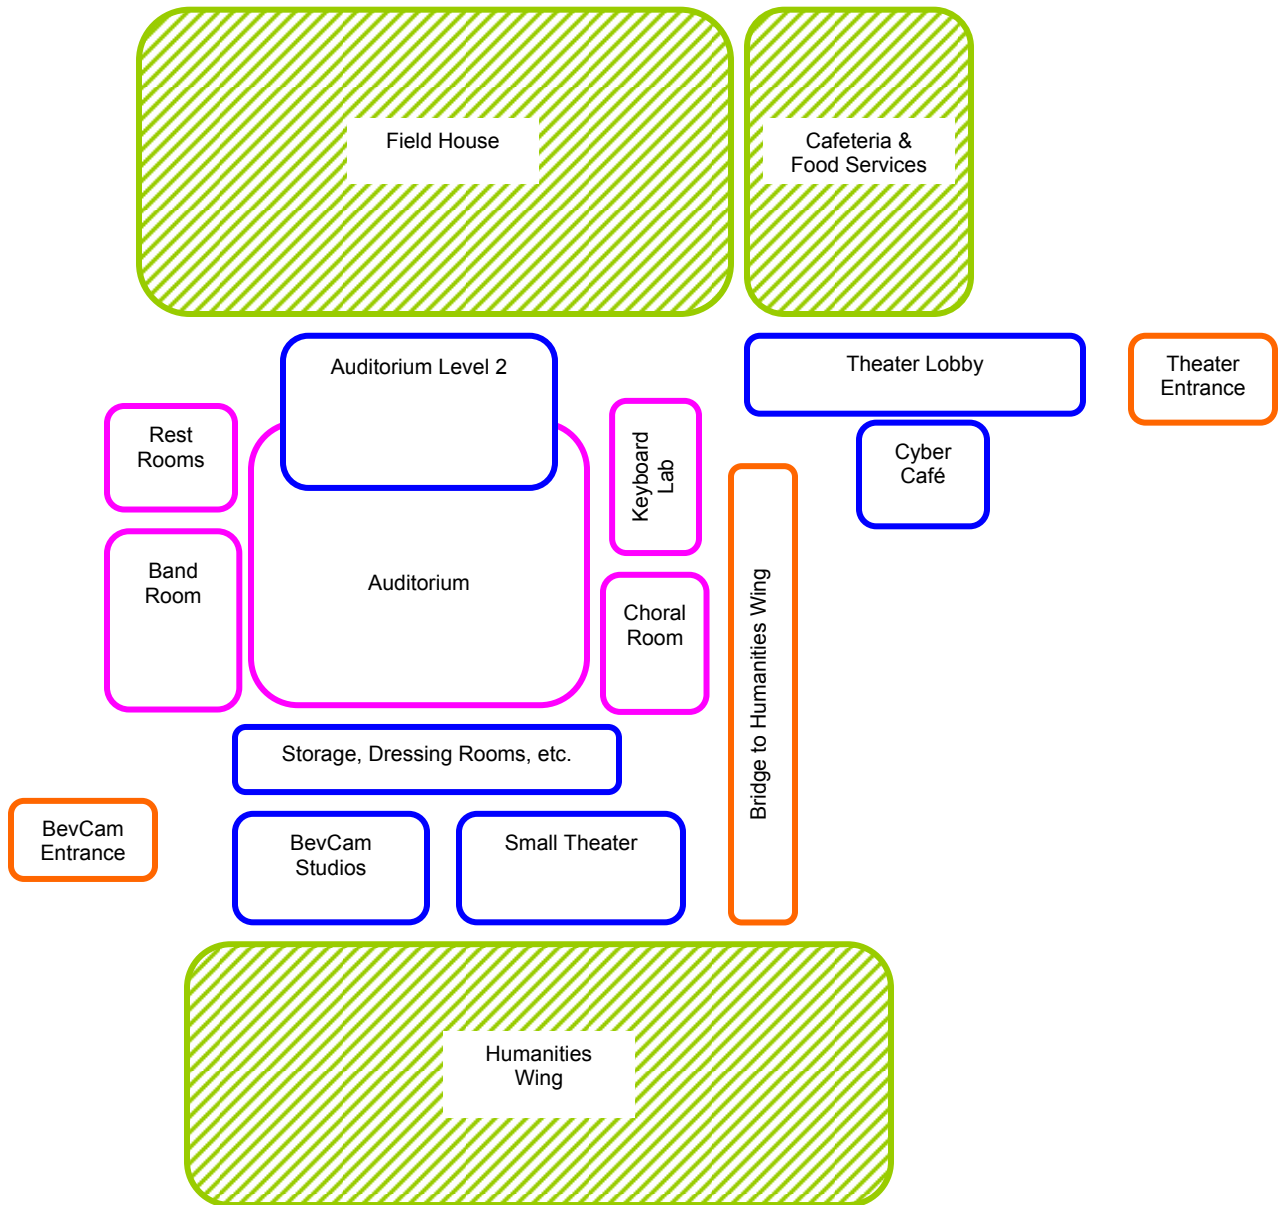 Field House
Cafeteria &
Food Services
Auditorium Level 2
Theater Lobby
Theater
Entrance
Rest
Rooms
Keyboard
Lab
Cyber
Café
Band
Room
Auditorium
Choral
Room
Bridge to Humanities Wing
Storage, Dressing Rooms, etc.
BevCam
Entrance
BevCam
Studios
Small Theater
Humanities
Wing